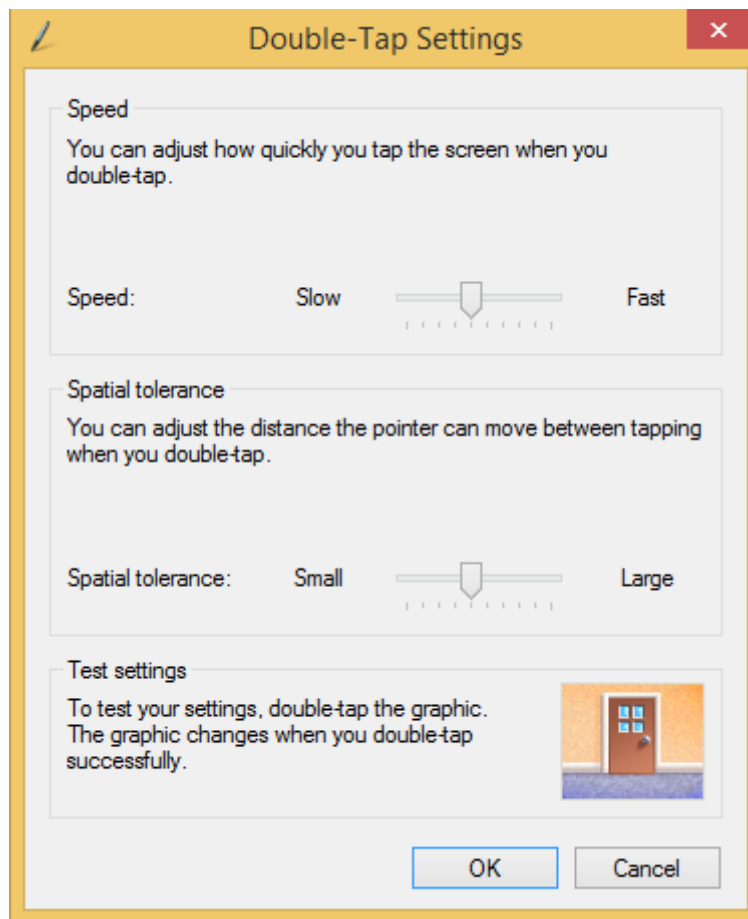 Double-Tap Settings
Speed
You can adjust how quickly you tap the screen when you
double-tap.
Speed: Slow Fast
Spatial tolerance
You can adjust the distance the pointer can move between tapping
when you double-tap.
Spatial tolerance: Small Large
Test settings
To test your settings, double-tap the graphic.
The graphic changes when you double-tap
successfully.
OK Cancel